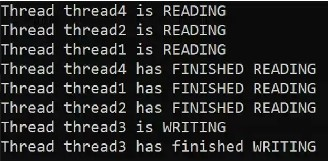 Thread thread4 is READING
Thread thread2 is READING
Thread thread1 is READING
Thread thread4 has FINISHED READING
Thread thread1 has FINISHED READING
Thread thread2 has FINISHED READING
Thread thread3 is WRITING
Thread thread3 has finished WRITING